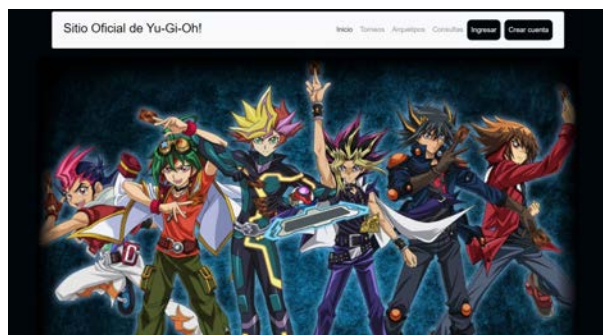 Sitio Oficial de Yu-Gi-Oh!
Inicio Torneos Arquetipos Consultas Ingresar Crear cuenta